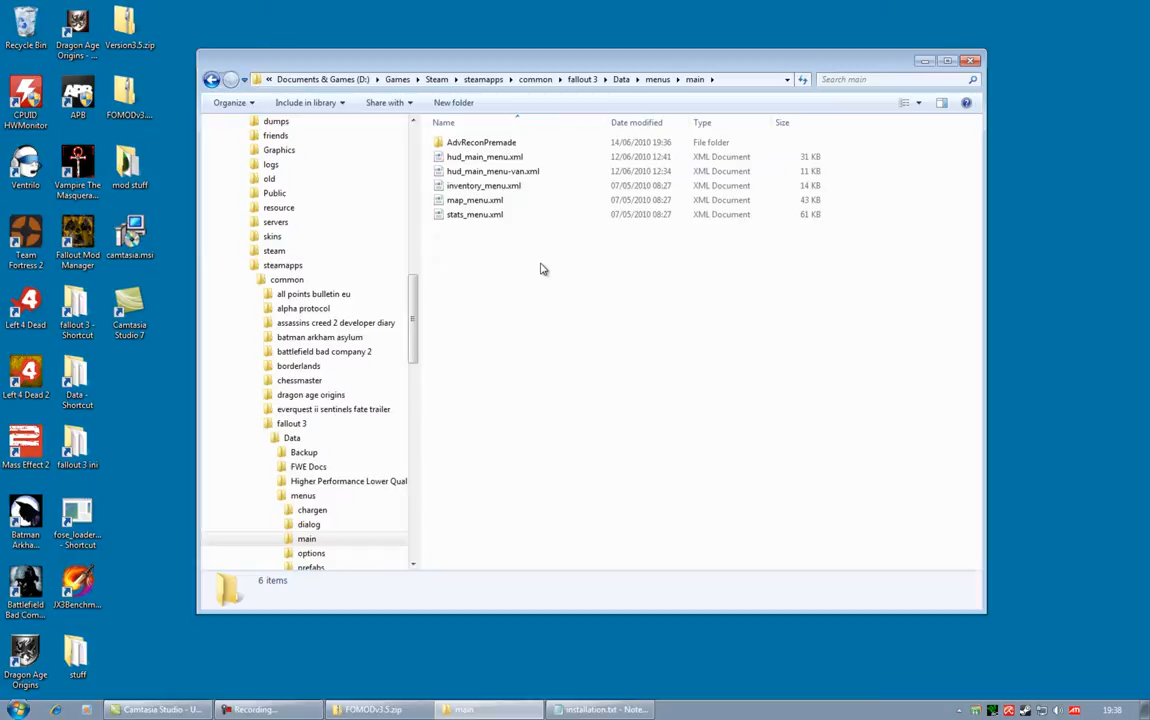 Recycle Bin
Dragon Age
Origins - ...
Version3.5.zip
CPUID
HWMonitor
APB
FOMODv3....
Ventrilo
Vampire The
Masquera...
mod stuff
Team
Fortress 2
Fallout Mod
Manager
camtasia.msi
Left 4 Dead
fallout 3 -
Shortcut
Camtasia
Studio 7
Left 4 Dead 2
Data -
Shortcut
Mass Effect 2
fallout 3 ini
Batman
Arkha...
fose_loader...
- Shortcut
Battlefield
Bad Com...
JX3Benchm...
Dragon Age
Origins
stuff
« Documents & Games (D:) Games Steam steamapps common fallout 3 Data menus main
Search main
Organize Include in library Share with New folder
dumps
friends
Graphics
logs
old
Public
resource
servers
skins
steam
steamapps
common
all points bulletin eu
alpha protocol
assassins creed 2 developer diary
batman arkham asylum
battlefield bad company 2
borderlands
chessmaster
dragon age origins
everquest ii sentinels fate trailer
fallout 3
Data
Backup
FWE Docs
Higher Performance Lower Qual
menus
chargen
dialog
main
options
prefabs
Name Date modified Type Size
AdvReconPremade 14/06/2010 19:36 File folder
hud_main_menu.xml 12/06/2010 12:41 XML Document 31 KB
hud_main_menu-van.xml 12/06/2010 12:34 XML Document 11 KB
inventory_menu.xml 07/05/2010 08:27 XML Document 14 KB
map_menu.xml 07/05/2010 08:27 XML Document 43 KB
stats_menu.xml 07/05/2010 08:27 XML Document 61 KB
6 items
Camtasia Studio - U...
Recording...
FOMODv3.5.zip
main
installation.txt - Note...
19:38